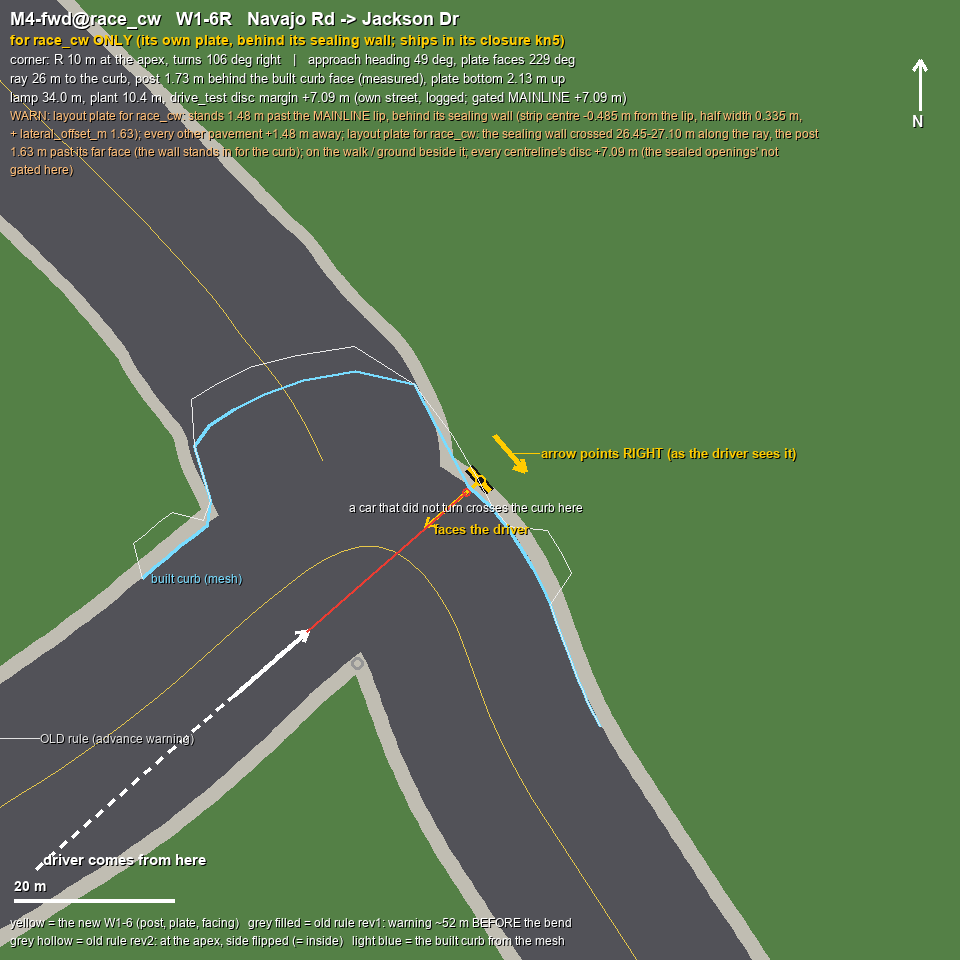 M4-fwd@race_cw   W1-6R   Navajo Rd -> Jackson Dr
for race_cw ONLY (its own plate, behind its sealing wall; ships in its closure kn5)
corner: R 10 m at the apex, turns 106 deg right   |   approach heading 49 deg, plate faces 229 deg
ray 26 m to the curb, post 1.73 m behind the built curb face (measured), plate bottom 2.13 m up
lamp 34.0 m, plant 10.4 m, drive_test disc margin +7.09 m (own street, logged; gated MAINLINE +7.09 m)
WARN: layout plate for race_cw: stands 1.48 m past the MAINLINE lip, behind its sealing wall (strip centre -0.485 m from the lip, half width 0.335 m,
+ lateral_offset_m 1.63); every other pavement +1.48 m away; layout plate for race_cw: the sealing wall crossed 26.45-27.10 m along the ray, the post
1.63 m past its far face (the wall stands in for the curb); on the walk / ground beside it; every centreline's disc +7.09 m (the sealed openings' not
gated here)
N
arrow points RIGHT (as the driver sees it)
a car that did not turn crosses the curb here
faces the driver
built curb (mesh)
OLD rule (advance warning)
driver comes from here
20 m
yellow = the new W1-6 (post, plate, facing)   grey filled = old rule rev1: warning ~52 m BEFORE the bend
grey hollow = old rule rev2: at the apex, side flipped (= inside)   light blue = the built curb from the mesh